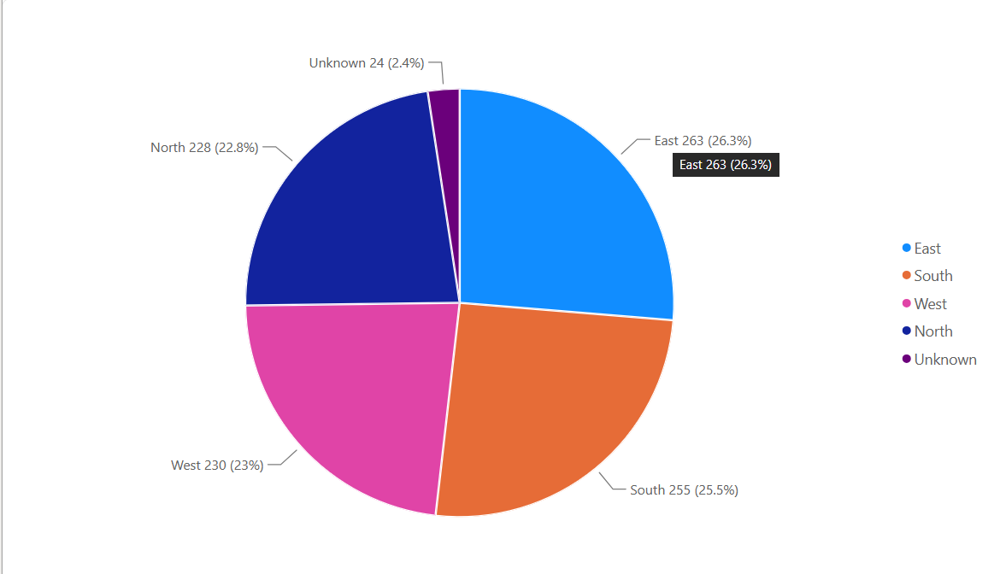 Unknown 24 (2.4%)
East 263 (26.3%)
North 228 (22.8%)
East 263 (26.3%)
East
South
West
North
Unknown
West 230 (23%)
South 255 (25.5%)